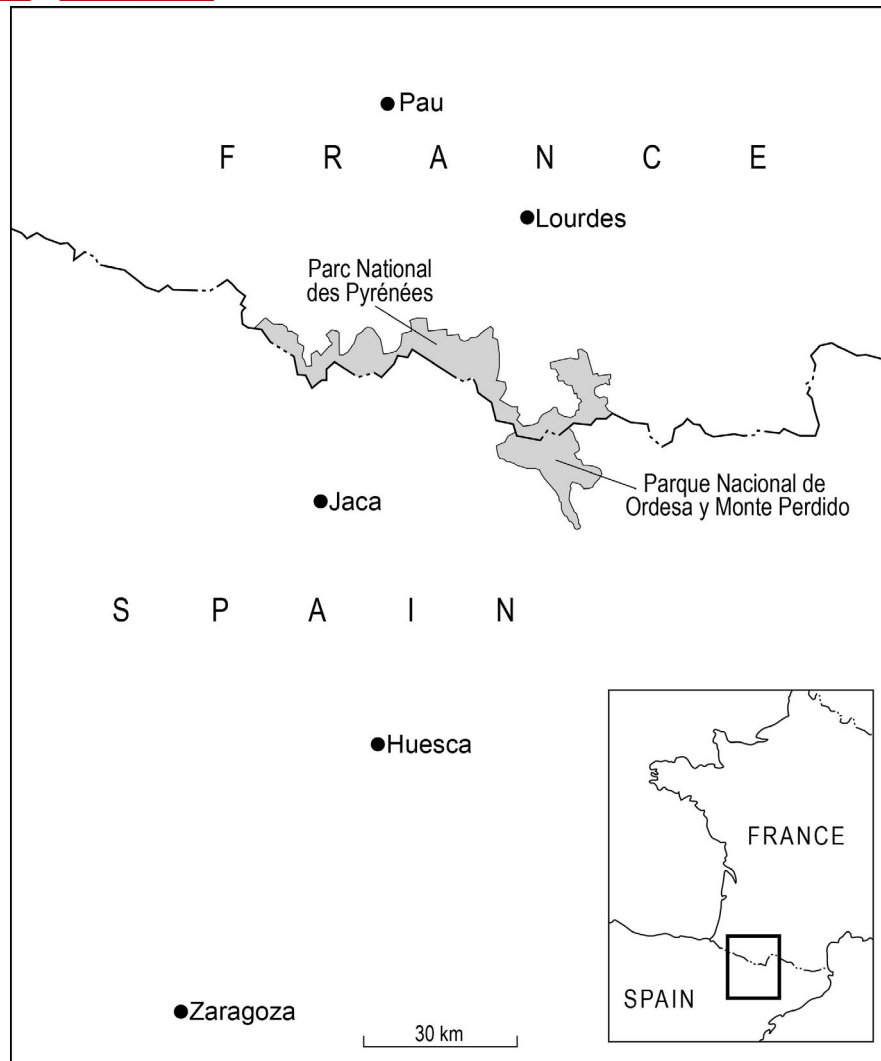 Pau
F R A N C E
Lourdes
Parc National
des Pyrénées
Parque Nacional de
Ordesa y Monte Perdido
Jaca
S P A I N
Huesca
FRANCE
SPAIN
Zaragoza
30 km